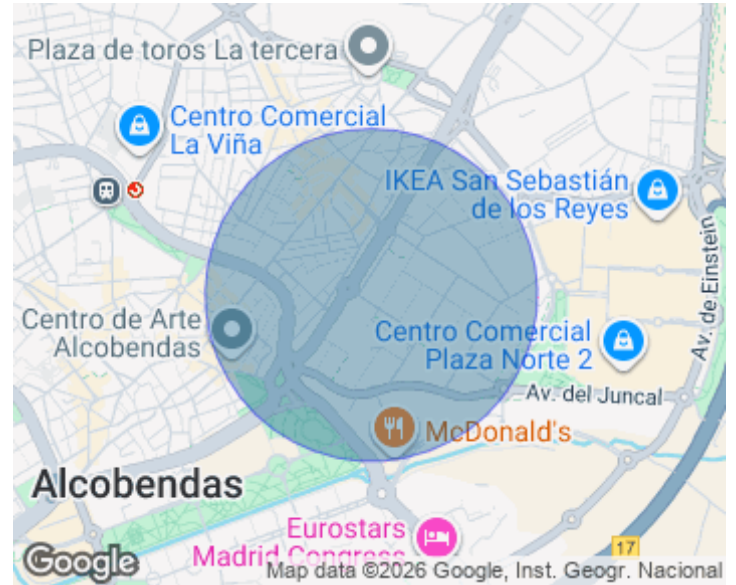 Plaza de toros La tercera
Centro Comercial
La Viña
IKEA San Sebastián
de los Reyes
Av. de Einstein
Centro de Arte
Alcobendas
Centro Comercial
Plaza Norte 2
Av. del Juncal
McDonald's
Alcobendas
Eurostars
Madrid Congress
17
Google
Map data ©2026 Google, Inst. Geogr. Nacional